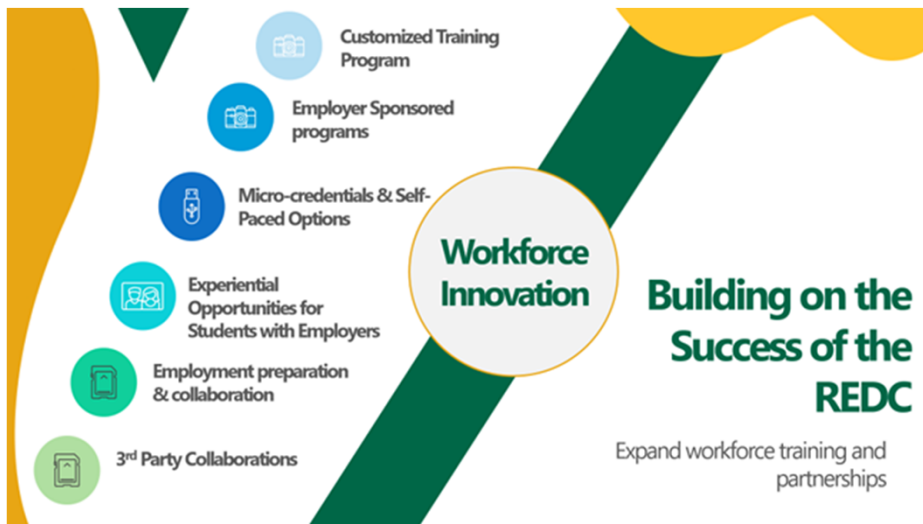 Customized Training
Program
Employer Sponsored
programs
Micro-credentials & Self-
Paced Options
Experiential
Opportunities for
Students with Employers
Employment preparation
& collaboration
3rd Party Collaborations
Workforce
Innovation
Building on the
Success of the
REDC
Expand workforce training and
partnerships